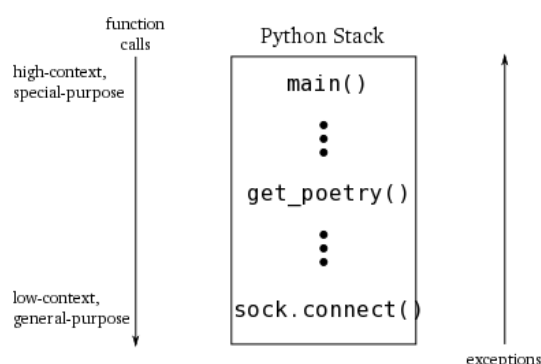 function
calls
Python Stack
high-context,
special-purpose
main()
get_poetry()
low-context,
general-purpose
sock.connect()
exceptions